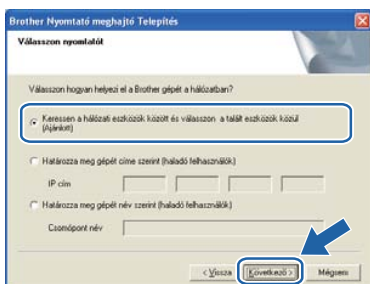 Brother Nyomtató meghajtó Telepítés
Válasszon nyomtatót
Válasszon hogyan helyezi el a Brother gépét a hálózatban?
Keressen a hálózati eszközök között és válasszon a talált eszközök közül
(Ajánlott)
Határozza meg gépét címe szerint (haladó felhasználók)
IP cím
Határozza meg gépét név szerint (haladó felhasználók)
Csomópont név
< Vissza Következő > Mégsem